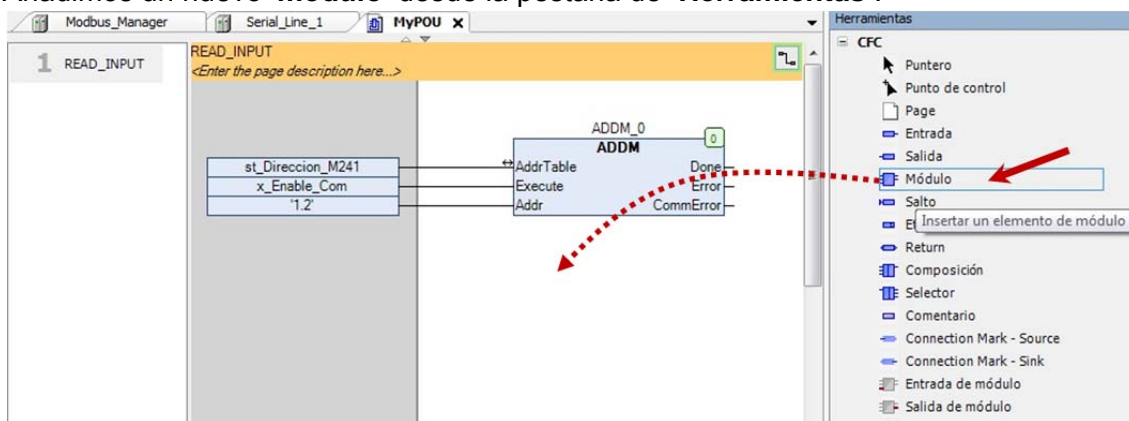 Añadimos un nuevo "Módulo" desde la pestaña de "Herramientas".
Modbus_Manager
Serial_Line_1
MyPOU X
Herramientas
1 READ_INPUT
READ_INPUT
<Enter the page description here...>
ADDM_0
0
ADDM
st_Direccion_M241
AddrTable
Done
x_Enable_Com
Execute
Error
'1.2'
Addr
CommError
CFC
Puntero
Punto de control
Page
Entrada
Salida
Módulo
Salto
Insertar un elemento de módulo
Return
Composición
Selector
Comentario
Connection Mark - Source
Connection Mark - Sink
Entrada de módulo
Salida de módulo